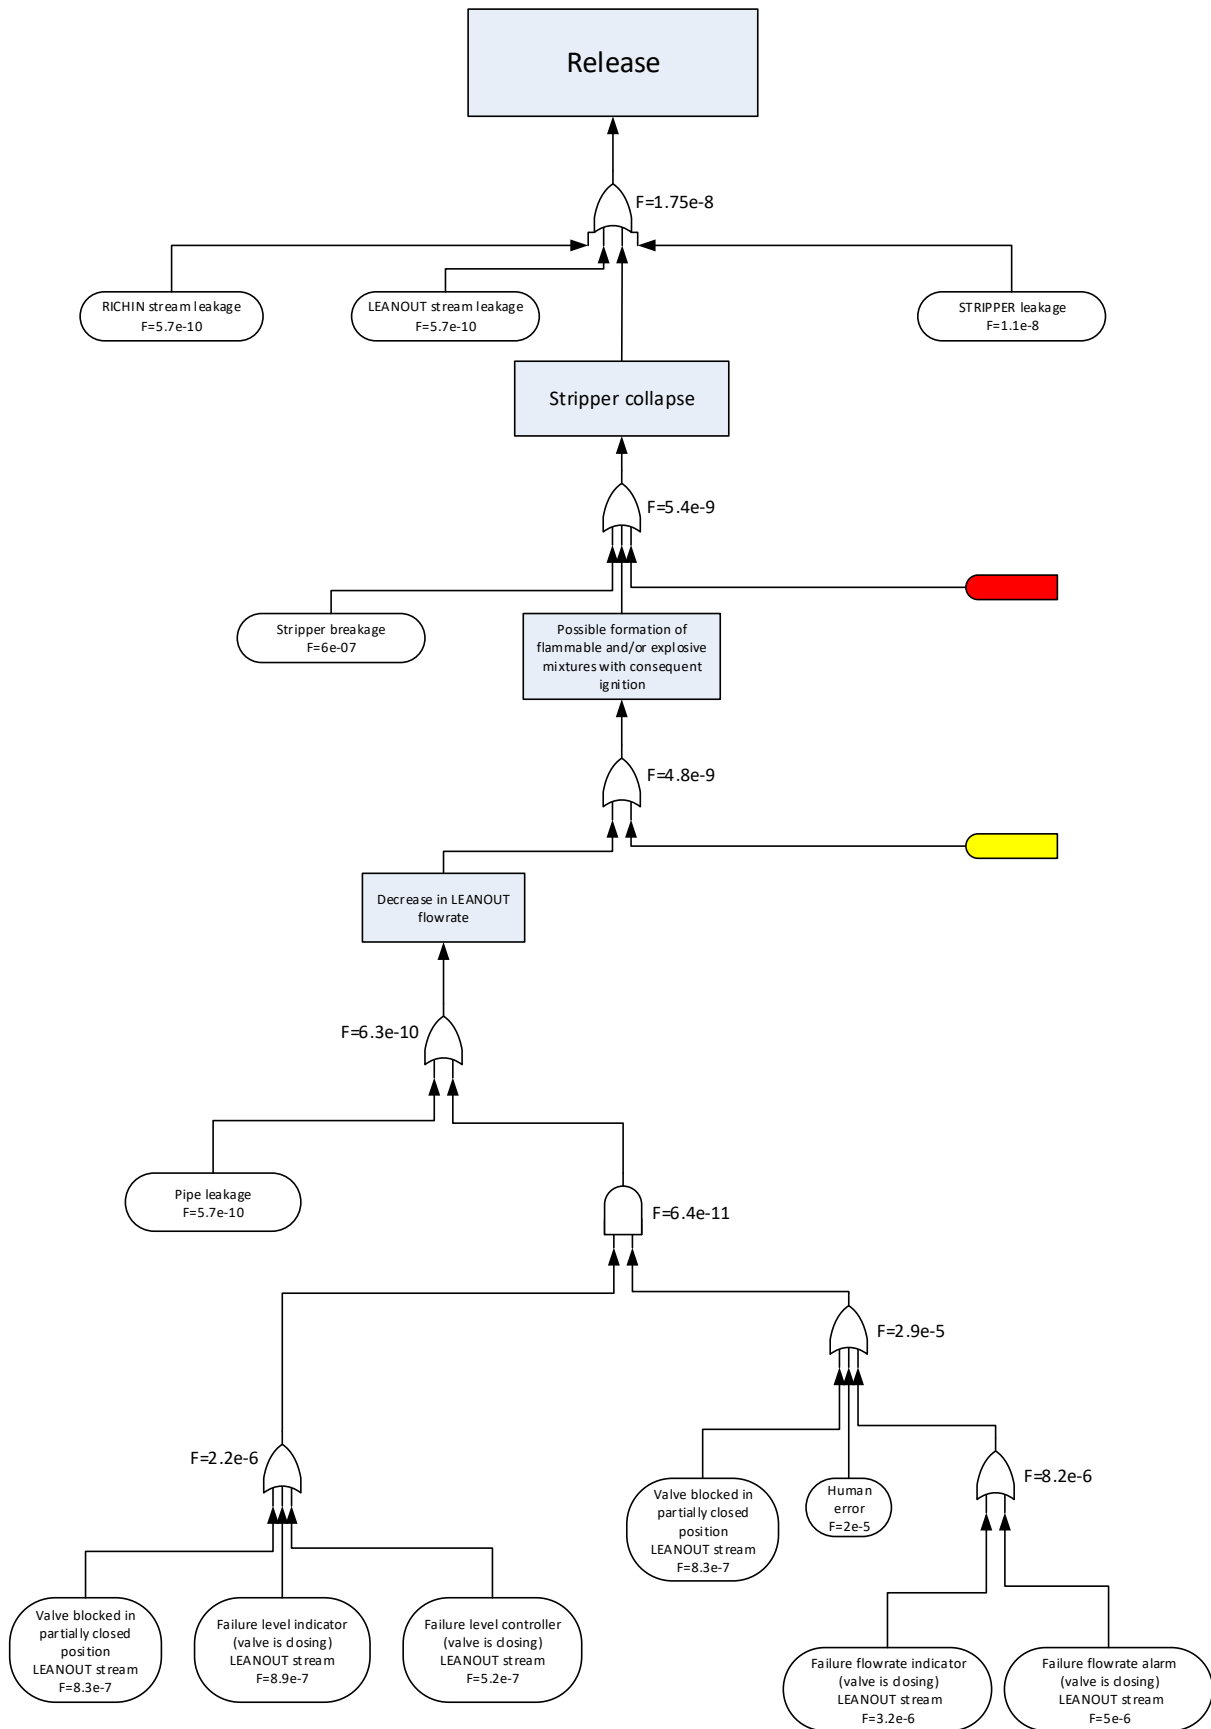 Release
F=1.75e-8
RICHIN stream leakage
F=5.7e-10
LEANOUT stream leakage
F=5.7e-10
STRIPPER leakage
F=1.1e-8
Stripper collapse
F=5.4e-9
Stripper breakage
F=6e-07
Possible formation of
flammable and/or explosive
mixtures with consequent
ignition
F=4.8e-9
Decrease in LEANOUT
flowrate
F=6.3e-10
Pipe leakage
F=5.7e-10
F=6.4e-11
F=2.9e-5
F=2.2e-6
Valve blocked in
partially closed
position
LEANOUT stream
F=8.3e-7
Human
error
F=2e-5
F=8.2e-6
Valve blocked in
partially closed
position
LEANOUT stream
F=8.3e-7
Failure level indicator
(valve is closing)
LEANOUT stream
F=8.9e-7
Failure level controller
(valve is closing)
LEANOUT stream
F=5.2e-7
Failure flowrate indicator
(valve is closing)
LEANOUT stream
F=3.2e-6
Failure flowrate alarm
(valve is closing)
LEANOUT stream
F=5e-6